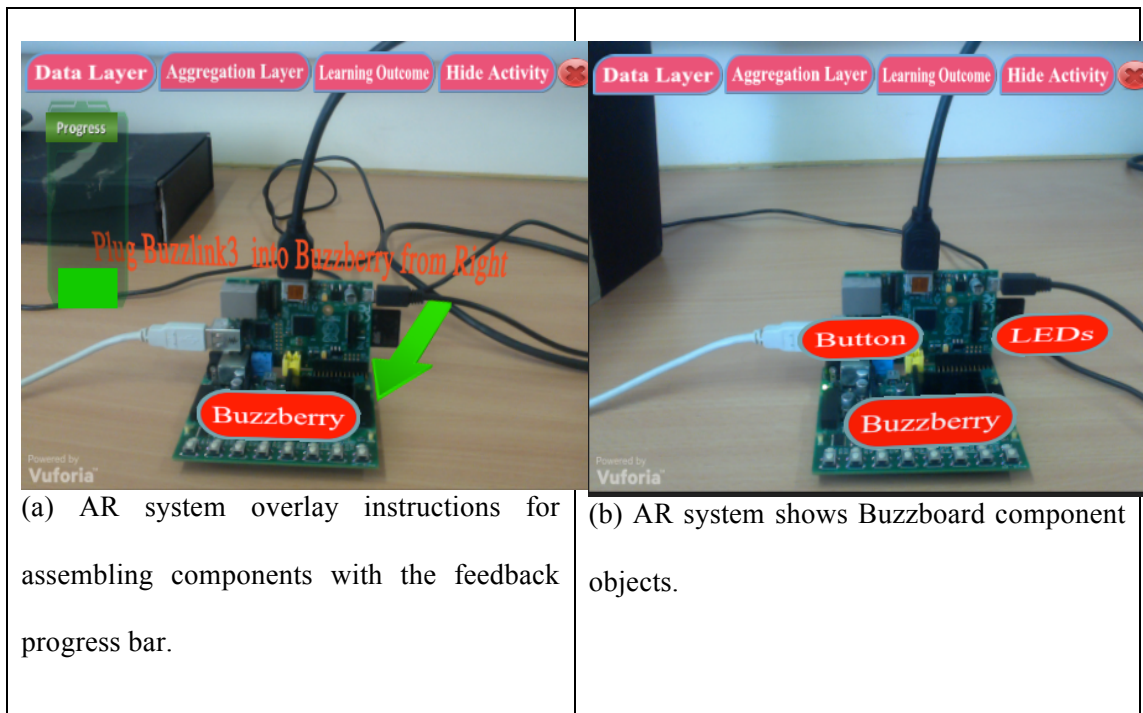 Data Layer
Aggregation Layer
Learning Outcome
Hide Activity
Progress
Plug Buzzlink3 into Buzzberry from Right
Buzzberry
Powered by
Vuforia™
(a) AR system overlay instructions for
assembling components with the feedback
progress bar.
Data Layer
Aggregation Layer
Learning Outcome
Hide Activity
Button
LEDs
Buzzberry
Powered by
Vuforia™
(b) AR system shows Buzzboard component
objects.